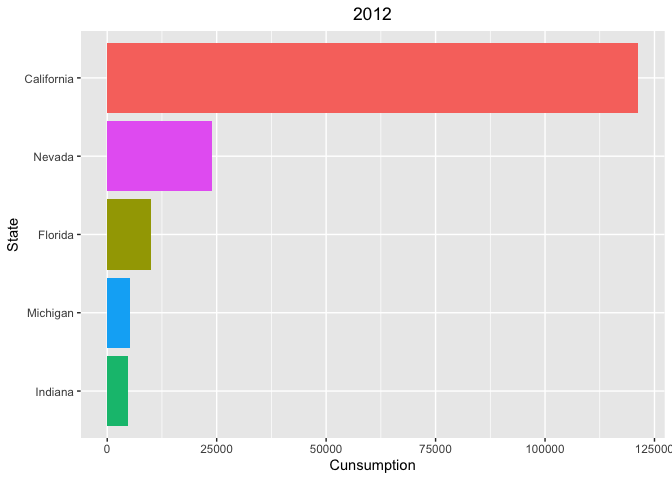 2012
California
Nevada
Florida
Michigan
Indiana
State
0 25000 50000 75000 100000 125000
Cunsumption